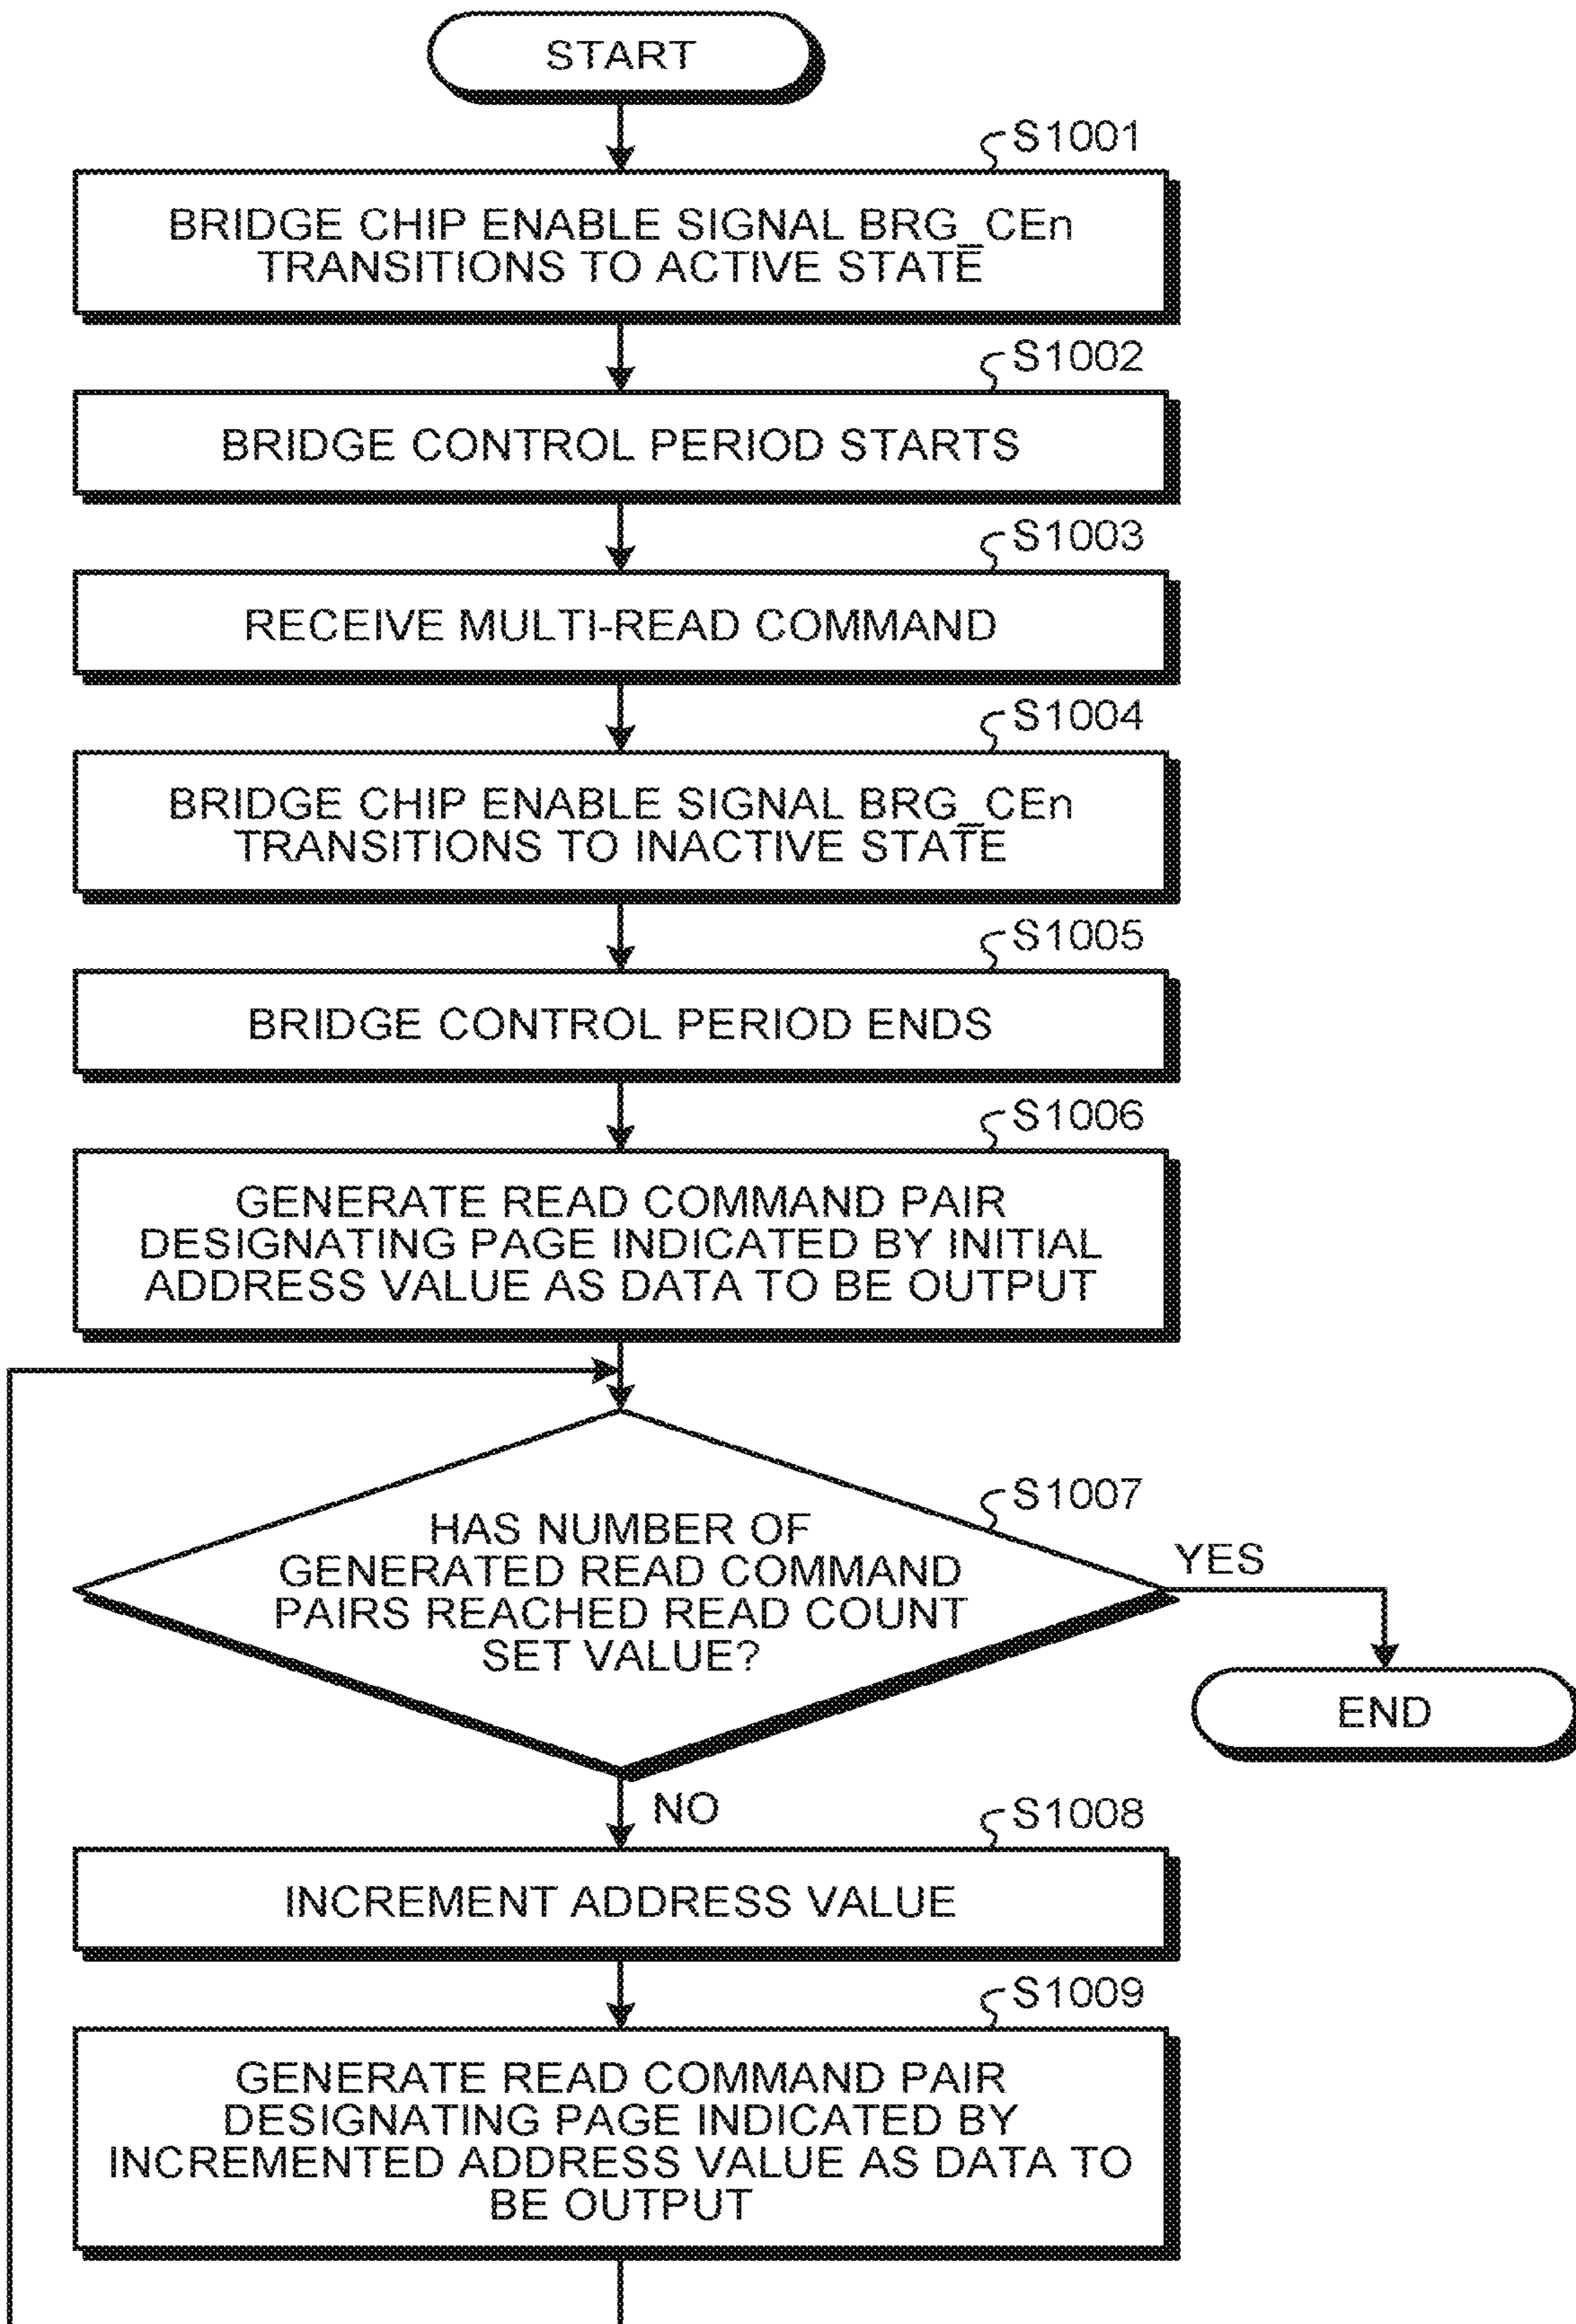 START
S1001
BRIDGE CHIP ENABLE SIGNAL BRG_CEn
TRANSITIONS TO ACTIVE STATE
S1002
BRIDGE CONTROL PERIOD STARTS
S1003
RECEIVE MULTI-READ COMMAND
S1004
BRIDGE CHIP ENABLE SIGNAL BRG_CEn
TRANSITIONS TO INACTIVE STATE
S1005
BRIDGE CONTROL PERIOD ENDS
S1006
GENERATE READ COMMAND PAIR
DESIGNATING PAGE INDICATED BY INITIAL
ADDRESS VALUE AS DATA TO BE OUTPUT
S1007
HAS NUMBER OF
GENERATED READ COMMAND
PAIRS REACHED READ COUNT
SET VALUE?
YES
END
NO
S1008
INCREMENT ADDRESS VALUE
S1009
GENERATE READ COMMAND PAIR
DESIGNATING PAGE INDICATED BY
INCREMENTED ADDRESS VALUE AS DATA TO
BE OUTPUT